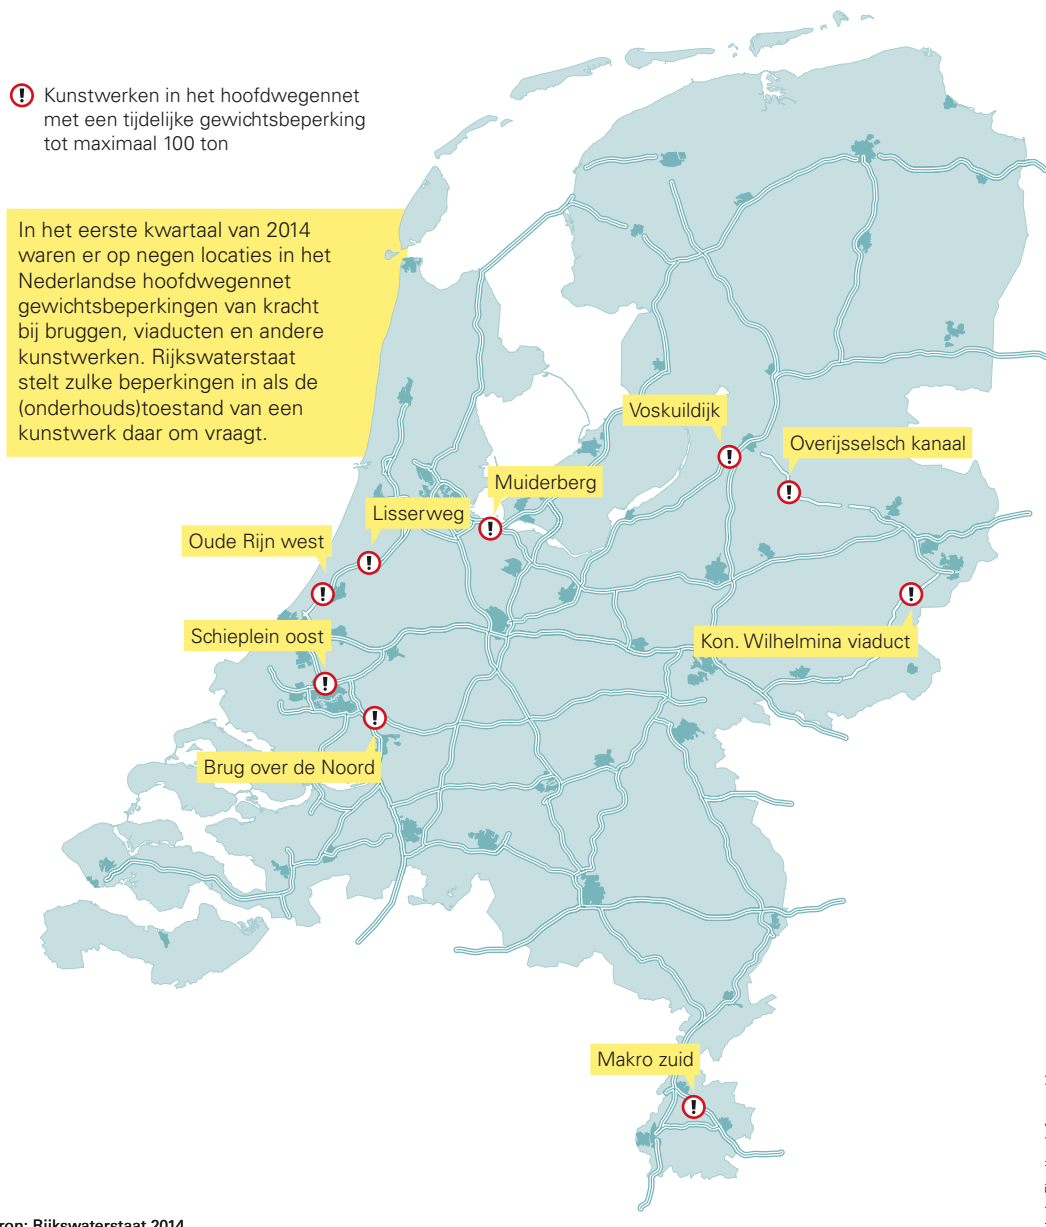 Kunstwerken in het hoofdwegennet
met een tijdelijke gewichtsbeperking
tot maximaal 100 ton
In het eerste kwartaal van 2014
waren er op negen locaties in het
Nederlandse hoofdwegennet
gewichtsbeperkingen van kracht
bij bruggen, viaducten en andere
kunstwerken. Rijkswaterstaat
stelt zulke beperkingen in als de
(onderhouds)toestand van een
kunstwerk daar om vraagt.
Voskuildijk
Overijsselsch kanaal
Muiderberg
Lisserweg
Oude Rijn west
Schieplein oost
Kon. Wilhelmina viaduct
Brug over de Noord
Makro zuid
Rijkswaterstaat 2014